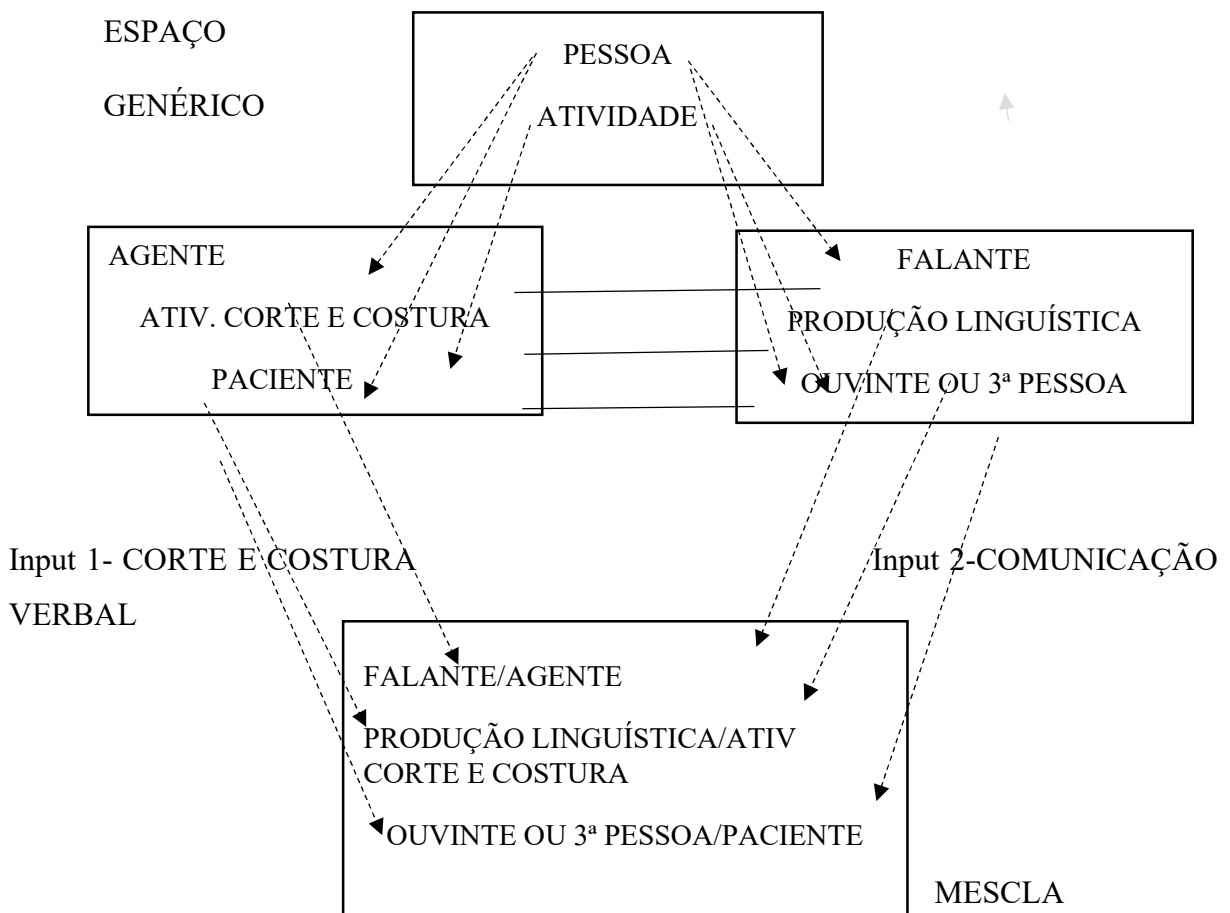 ESPAÇO
GENÉRICO
PESSOA
ATIVIDADE
AGENTE
ATIV. CORTE E COSTURA
PACIENTE
FALANTE
PRODUÇÃO LINGUÍSTICA
OUVINTE OU 3ª PESSOA
Input 1- CORTE E COSTURA Input 2-COMUNICAÇÃO
VERBAL
FALANTE/AGENTE
PRODUÇÃO LINGUÍSTICA/ATIV
CORTE E COSTURA
OUVINTE OU 3ª PESSOA/PACIENTE
MESCLA